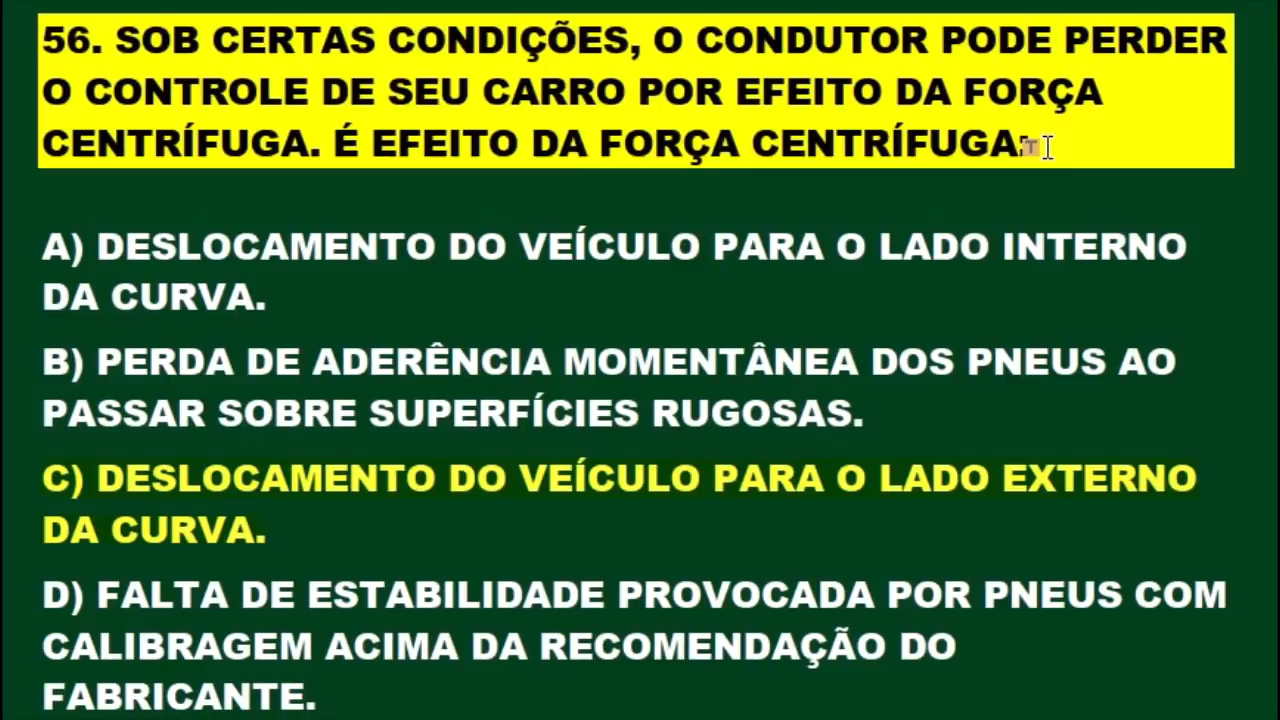 56. SOB CERTAS CONDIÇÕES, O CONDUTOR PODE PERDER
O CONTROLE DE SEU CARRO POR EFEITO DA FORÇA
CENTRÍFUGA. É EFEITO DA FORÇA CENTRÍFUGA:
A) DESLOCAMENTO DO VEÍCULO PARA O LADO INTERNO
DA CURVA.
B) PERDA DE ADERÊNCIA MOMENTÂNEA DOS PNEUS AO
PASSAR SOBRE SUPERFÍCIES RUGOSAS.
C) DESLOCAMENTO DO VEÍCULO PARA O LADO EXTERNO
DA CURVA.
D) FALTA DE ESTABILIDADE PROVOCADA POR PNEUS COM
CALIBRAGEM ACIMA DA RECOMENDAÇÃO DO
FABRICANTE.